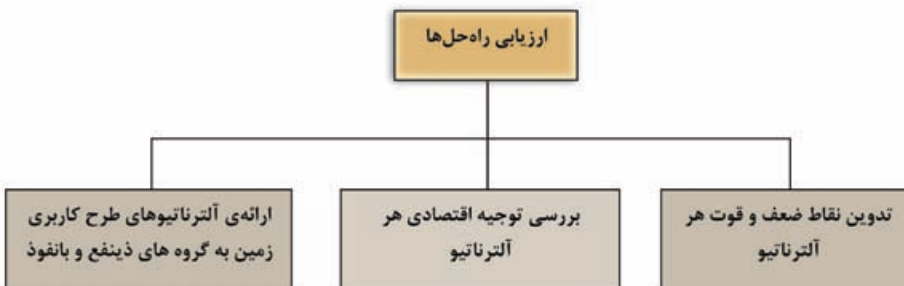 ارزیابی راه‌حل‌ها
تدوین نقاط ضعف و قوت هر
آلترناتیو
بررسی توجیه اقتصادی هر
آلترناتیو
ارائه‌ی آلترناتیوهای طرح کاربری
زمین به گروه های ذینفع و بانفوذ